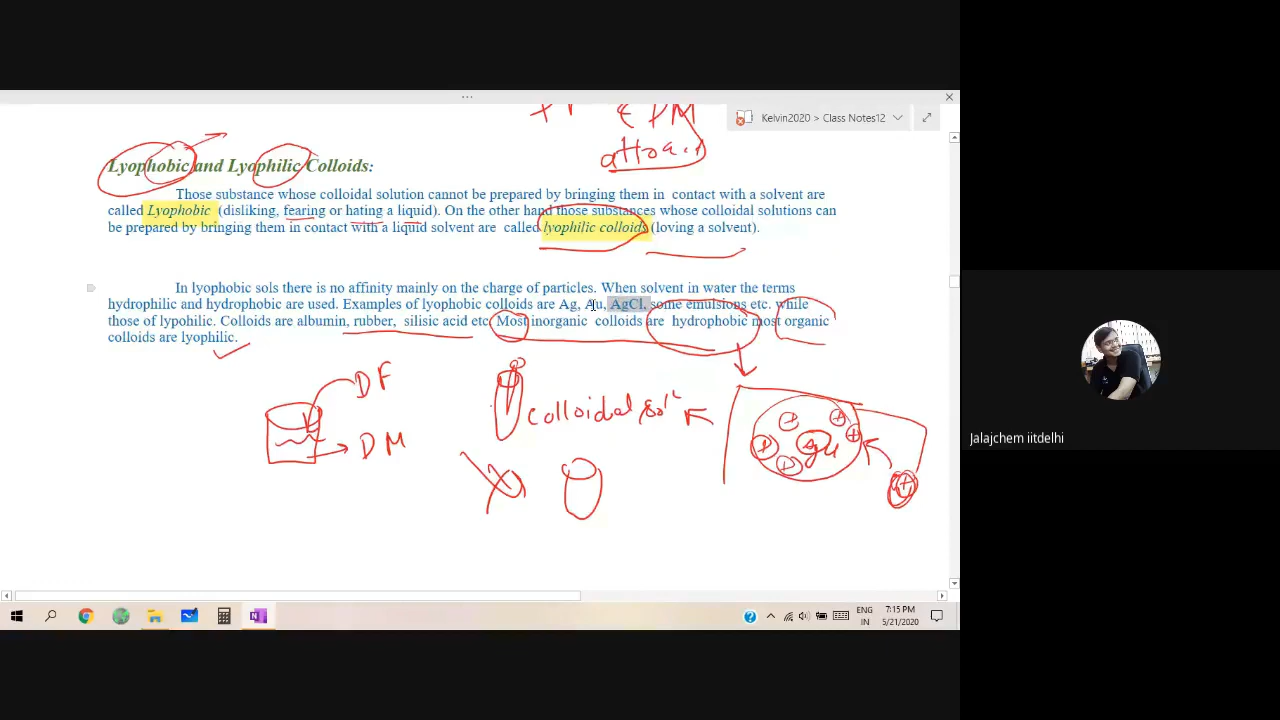 attrac
Kelvin2020 > Class Notes12
Lyophobic and Lyophilic Colloids:
Those substance whose colloidal solution cannot be prepared by bringing them in contact with a solvent are
called Lyophobic (disliking, fearing or hating a liquid). On the other hand those substances whose colloidal solutions can
be prepared by bringing them in contact with a liquid solvent are called lyophilic colloids (loving a solvent).
In lyophobic sols there is no affinity mainly on the charge of particles. When solvent in water the terms
hydrophilic and hydrophobic are used. Examples of lyophobic colloids are Ag, Au, AgCl, some emulsions etc. while
those of lypohilic. Colloids are albumin, rubber, silisic acid etc. Most inorganic colloids are hydrophobic most organic
colloids are lyophilic.
DF
DM
colloidal sol
Jalajchem iitdelhi
ENG
IN
7:15 PM
5/21/2020